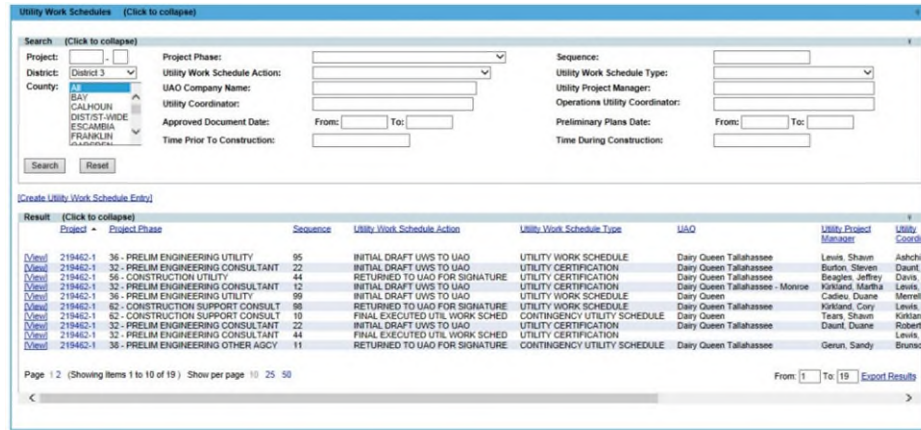 Utility Work Schedules (Click to collapse)
Search (Click to collapse)
Project: - Project Phase: Sequence:
District: District 3 Utility Work Schedule Action: Utility Work Schedule Type:
County: All UAO Company Name: Utility Project Manager:
BAY
CALHOUN Utility Coordinator: Operations Utility Coordinator:
DIST/ST-WIDE
ESCAMBIA Approved Document Date: From: To: Preliminary Plans Date: From: To:
FRANKLIN Time Prior To Construction: Time During Construction:
Search Reset
[Create Utility Work Schedule Entry]
Result (Click to collapse)
Project Project Phase Sequence Utility Work Schedule Action Utility Work Schedule Type UAO Utility Project Manager Utility Coordi
[View] 219462-1 36 - PRELIM ENGINEERING UTILITY 95 INITIAL DRAFT UWS TO UAO UTILITY WORK SCHEDULE Dairy Queen Tallahassee Lewis, Shawn Ashchi
[View] 219462-1 32 - PRELIM ENGINEERING CONSULTANT 22 INITIAL DRAFT UWS TO UAO UTILITY CERTIFICATION Dairy Queen Tallahassee Burton, Steven Daunt
[View] 219462-1 56 - CONSTRUCTION UTILITY 44 RETURNED TO UAO FOR SIGNATURE UTILITY CERTIFICATION Dairy Queen Tallahassee Beagles, Jeffrey Davis,
[View] 219462-1 32 - PRELIM ENGINEERING CONSULTANT 12 INITIAL DRAFT UWS TO UAO UTILITY CERTIFICATION Dairy Queen Tallahassee - Monroe Kirkland, Martha Lewis,
[View] 219462-1 36 - PRELIM ENGINEERING UTILITY 99 INITIAL DRAFT UWS TO UAO UTILITY WORK SCHEDULE Dairy Queen Cadieu, Duane Merrel
[View] 219462-1 62 - CONSTRUCTION SUPPORT CONSULT 98 RETURNED TO UAO FOR SIGNATURE UTILITY WORK SCHEDULE Dairy Queen Tallahassee Kirkland, Cory Lewis,
[View] 219462-1 62 - CONSTRUCTION SUPPORT CONSULT 10 FINAL EXECUTED UTIL WORK SCHED CONTINGENCY UTILITY SCHEDULE Dairy Queen Tears, Shawn Kirklan
[View] 219462-1 32 - PRELIM ENGINEERING CONSULTANT 22 INITIAL DRAFT UWS TO UAO UTILITY CERTIFICATION Dairy Queen Tallahassee Daunt, Duane Robert
[View] 219462-1 32 - PRELIM ENGINEERING CONSULTANT 44 FINAL EXECUTED UTIL WORK SCHED UTILITY CERTIFICATION Lewis,
[View] 219462-1 38 - PRELIM ENGINEERING OTHER AGCY 11 RETURNED TO UAO FOR SIGNATURE CONTINGENCY UTILITY SCHEDULE Dairy Queen Tallahassee Gerun, Sandy Brunso
Page 1 2 (Showing Items 1 to 10 of 19 ) Show per page 10 25 50 From: 1 To: 19 Export Results